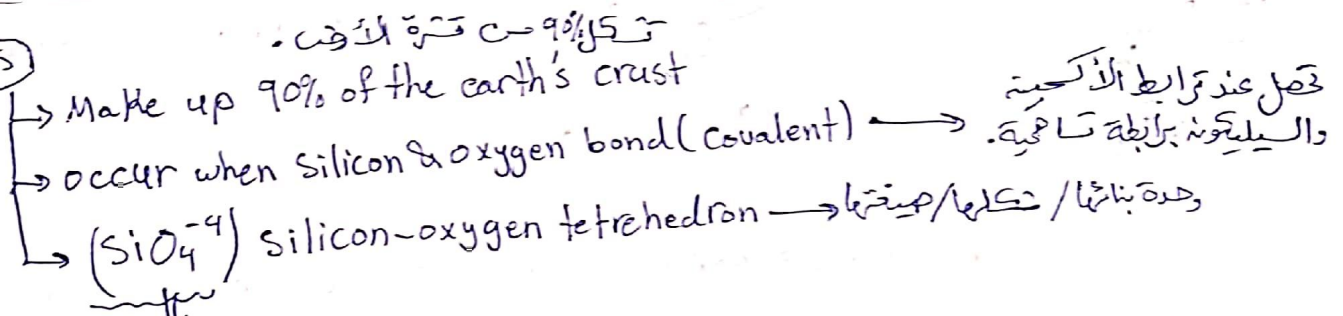 تشكل 90% من قشرة الأرض.
→ Make up 90% of the earth's crust
→ occur when silicon & oxygen bond (covalent) → تحصل عند ترابط الأكسجين
والسيليكون برابطة تساهمية.
→ (SiO₄⁻⁴) silicon-oxygen tetrehedron → وحدة بنائها / شكلها / صيغتها